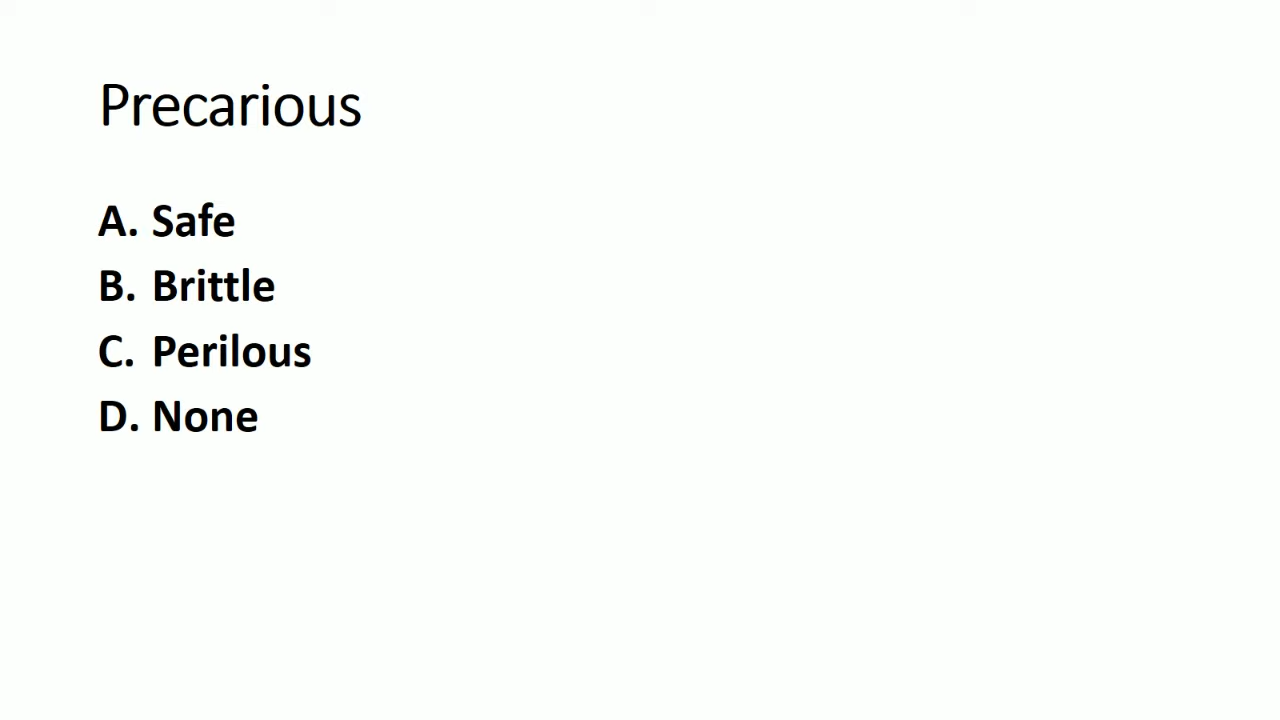 Precarious
A. Safe
B. Brittle
C. Perilous
D. None